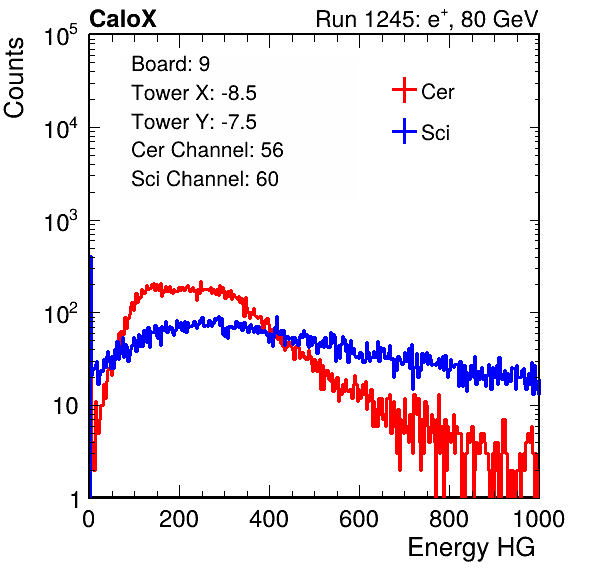 CaloX Run 1245: e⁺, 80 GeV
Counts
10⁵
10⁴
10³
10²
10
1
Board: 9
Tower X: -8.5
Tower Y: -7.5
Cer Channel: 56
Sci Channel: 60
Cer
Sci
0 200 400 600 800 1000
Energy HG